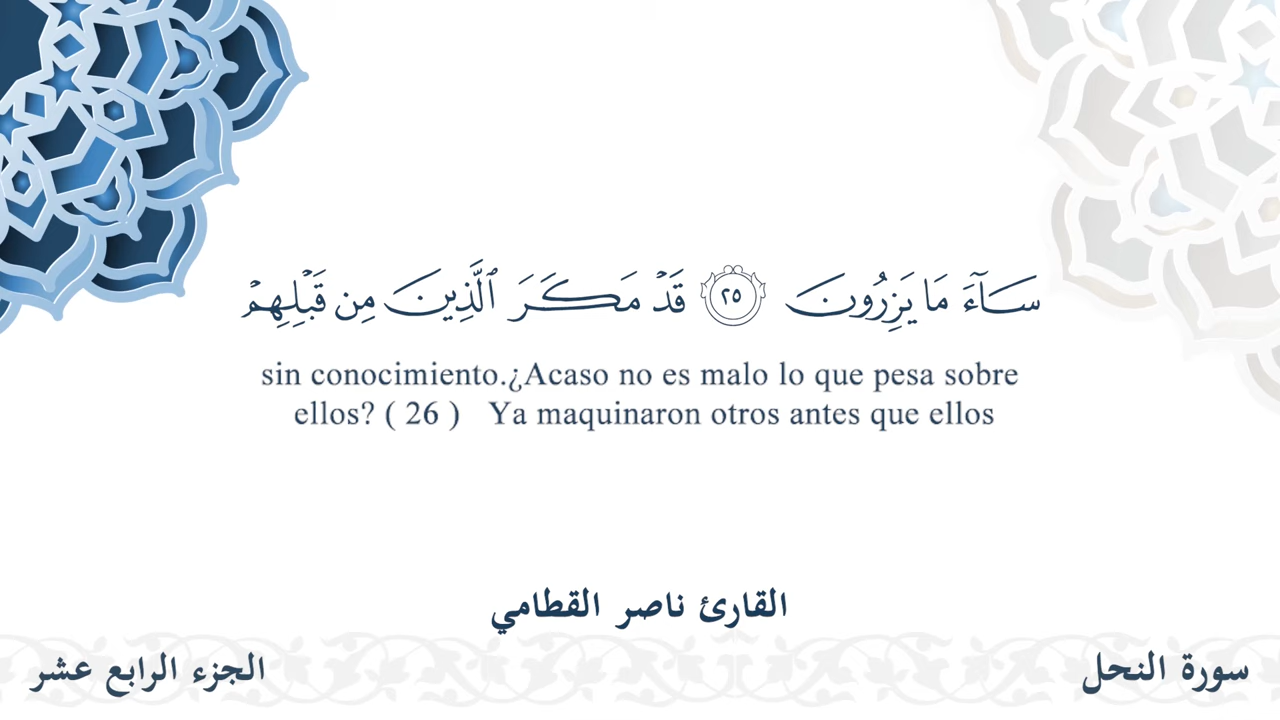 سَآءَ مَا يَزِرُونَ ٢٥ قَدۡ مَكَرَ ٱلَّذِينَ مِن قَبۡلِهِمۡ
sin conocimiento.¿Acaso no es malo lo que pesa sobre
ellos? ( 26 ) Ya maquinaron otros antes que ellos
القارئ ناصر القطامي
سورة النحل
الجزء الرابع عشر